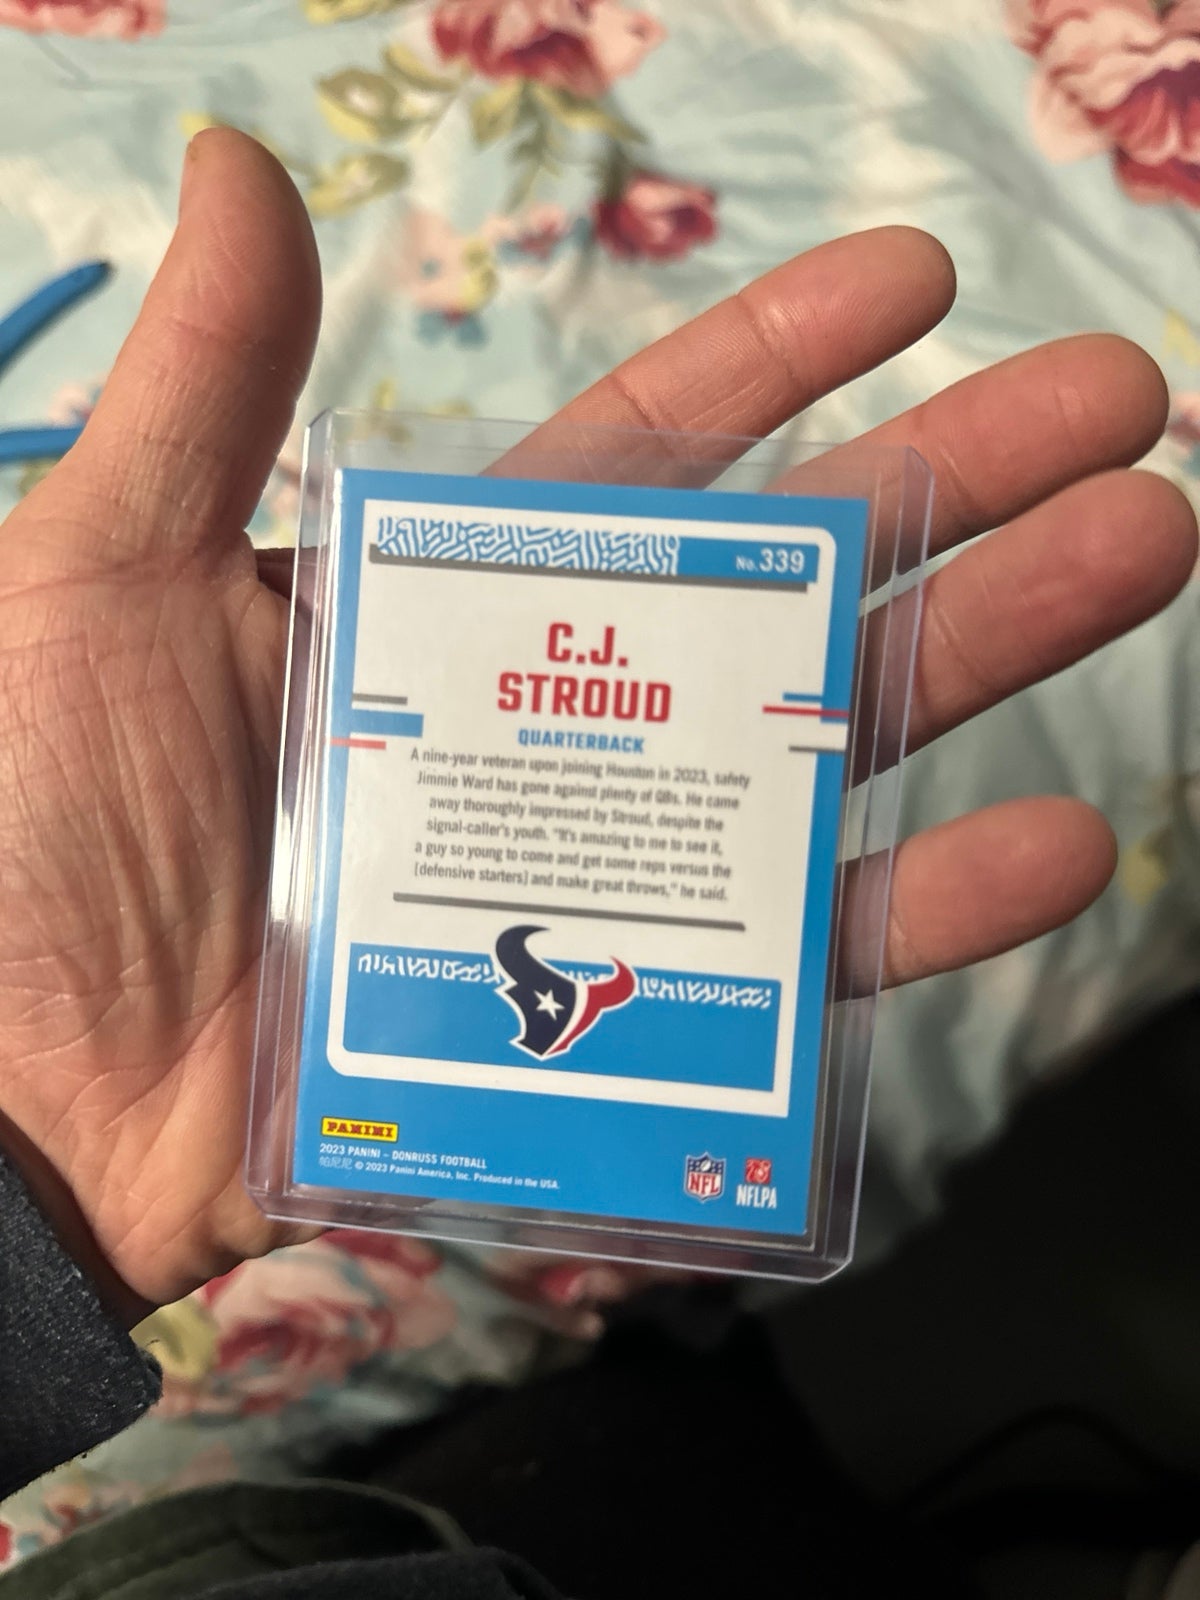 No. 339
C.J.
STROUD
QUARTERBACK
A nine-year veteran upon joining Houston in 2023, safety
Jimmie Ward has gone against plenty of QBs. He came
away thoroughly impressed by Stroud, despite the
signal-caller's youth. "It's amazing to me to see it,
a guy so young to come and get some reps versus the
[defensive starters] and make great throws," he said.
PANINI
2023 PANINI – DONRUSS FOOTBALL
帕尼尼 © 2023 Panini America, Inc. Produced in the USA.
NFL
NFLPA